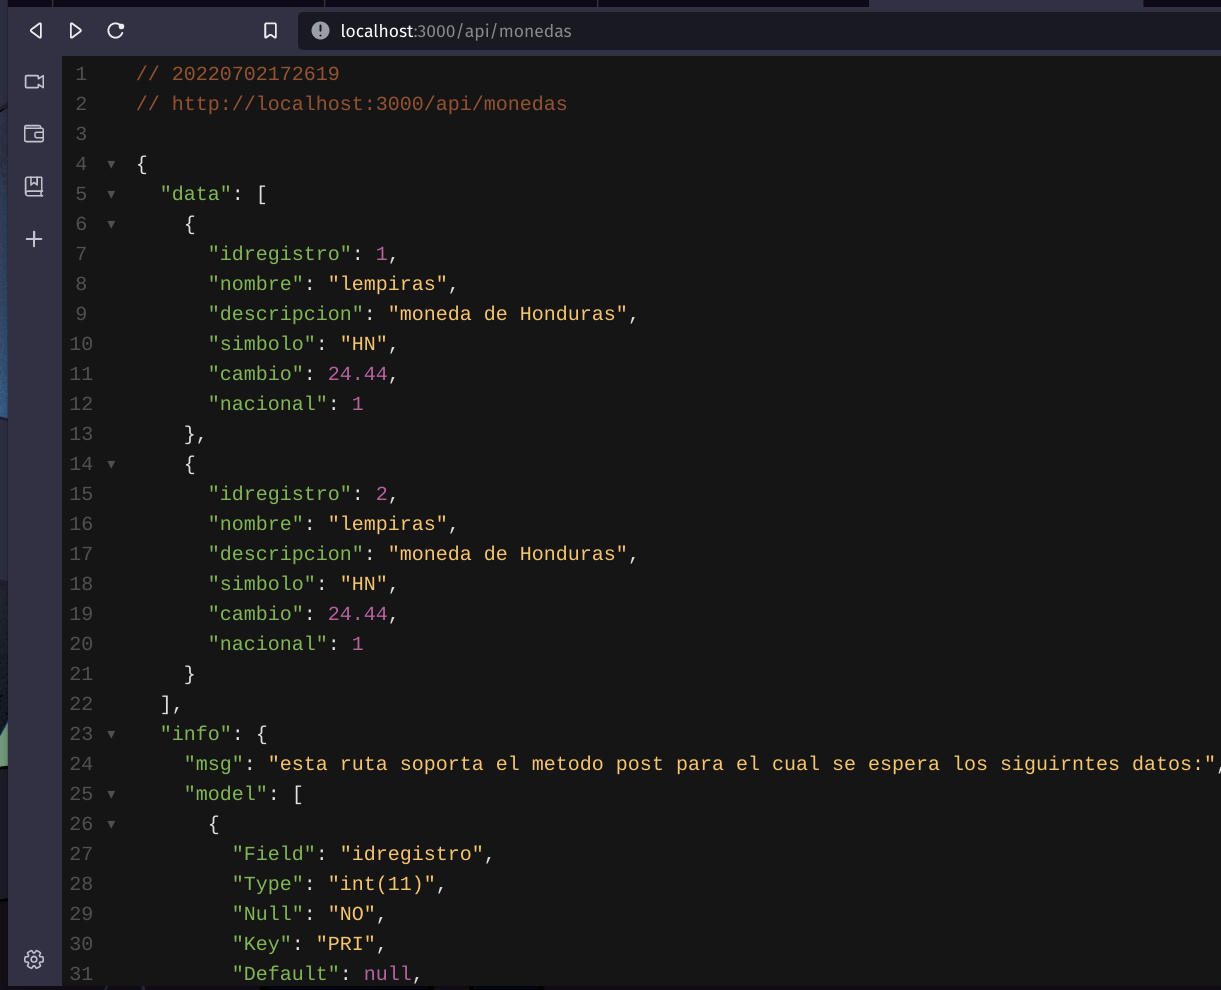 localhost:3000/api/monedas
1 // 20220702172619
2 // http://localhost:3000/api/monedas
3
4 {
5 "data": [
6 {
7 "idregistro": 1,
8 "nombre": "lempiras",
9 "descripcion": "moneda de Honduras",
10 "simbolo": "HN",
11 "cambio": 24.44,
12 "nacional": 1
13 },
14 {
15 "idregistro": 2,
16 "nombre": "lempiras",
17 "descripcion": "moneda de Honduras",
18 "simbolo": "HN",
19 "cambio": 24.44,
20 "nacional": 1
21 }
22 ],
23 "info": {
24 "msg": "esta ruta soporta el metodo post para el cual se espera los siguirntes datos:",
25 "model": [
26 {
27 "Field": "idregistro",
28 "Type": "int(11)",
29 "Null": "NO",
30 "Key": "PRI",
31 "Default": null,